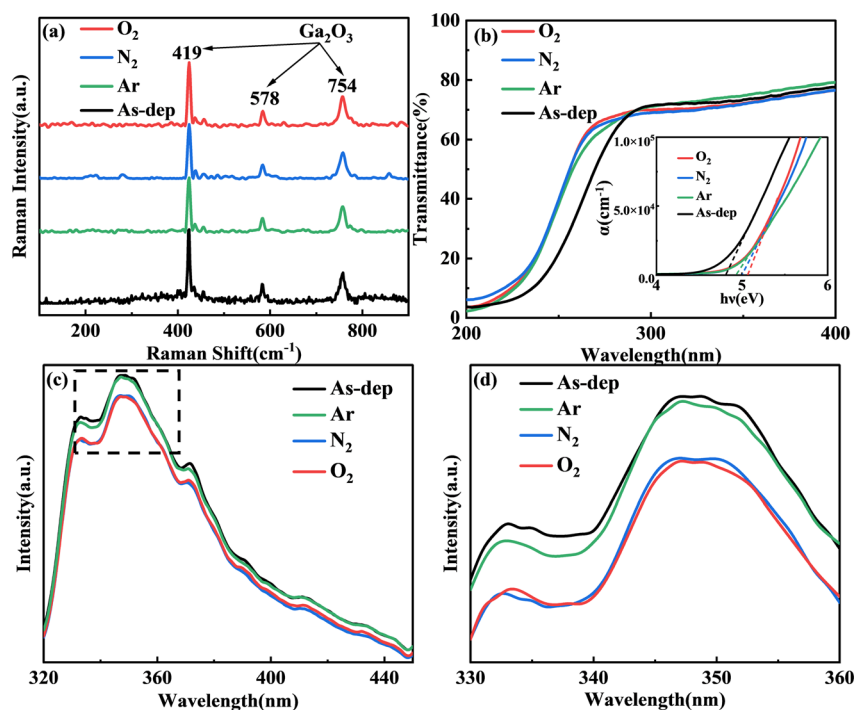 (a)
O₂
N₂
Ar
As-dep
419
578
754
Ga₂O₃
Raman Intensity(a.u.)
200
400
600
800
Raman Shift(cm⁻¹)
(b)
O₂
N₂
Ar
As-dep
Transmittance(%)
100
80
60
40
20
0
200
250
300
350
400
Wavelength(nm)
1.0×10⁵
5.0×10⁴
0.0
α(cm⁻¹)
O₂
N₂
Ar
As-dep
4
5
6
hν(eV)
(c)
As-dep
Ar
N₂
O₂
Intensity(a.u.)
320
360
400
440
Wavelength(nm)
(d)
As-dep
Ar
N₂
O₂
Intensity(a.u.)
330
340
350
360
Wavelength(nm)